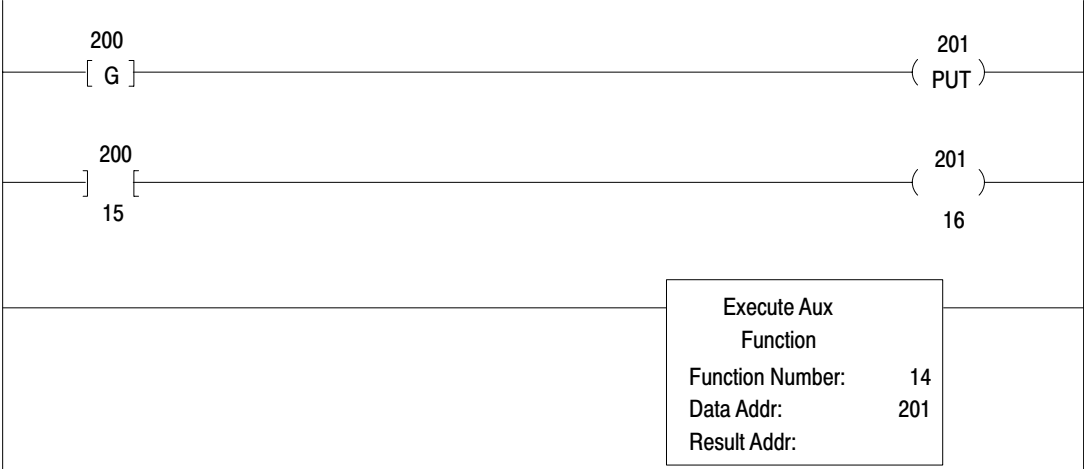 200 201
[ G ] ( PUT )
200 201
] [ ( )
15 16
Execute Aux
Function
Function Number: 14
Data Addr: 201
Result Addr: